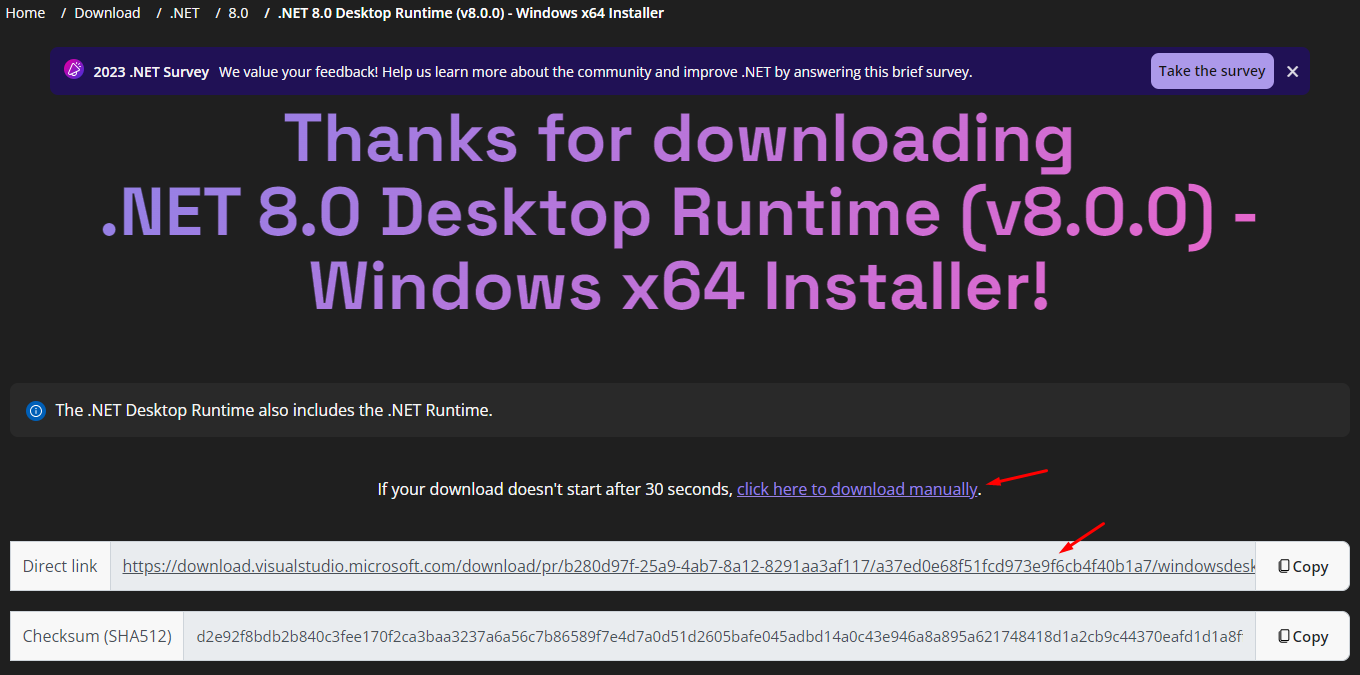 Home / Download / .NET / 8.0 / .NET 8.0 Desktop Runtime (v8.0.0) - Windows x64 Installer
2023 .NET Survey We value your feedback! Help us learn more about the community and improve .NET by answering this brief survey. Take the survey
Thanks for downloading
.NET 8.0 Desktop Runtime (v8.0.0) -
Windows x64 Installer!
The .NET Desktop Runtime also includes the .NET Runtime.
If your download doesn't start after 30 seconds, click here to download manually.
Direct link https://download.visualstudio.microsoft.com/download/pr/b280d97f-25a9-4ab7-8a12-8291aa3af117/a37ed0e68f51fcd973e9f6cb4f40b1a7/windowsdesk Copy
Checksum (SHA512) d2e92f8bdb2b840c3fee170f2ca3baa3237a6a56c7b86589f7e4d7a0d51d2605bafe045adbd14a0c43e946a8a895a621748418d1a2cb9c44370eafd1d1a8f Copy